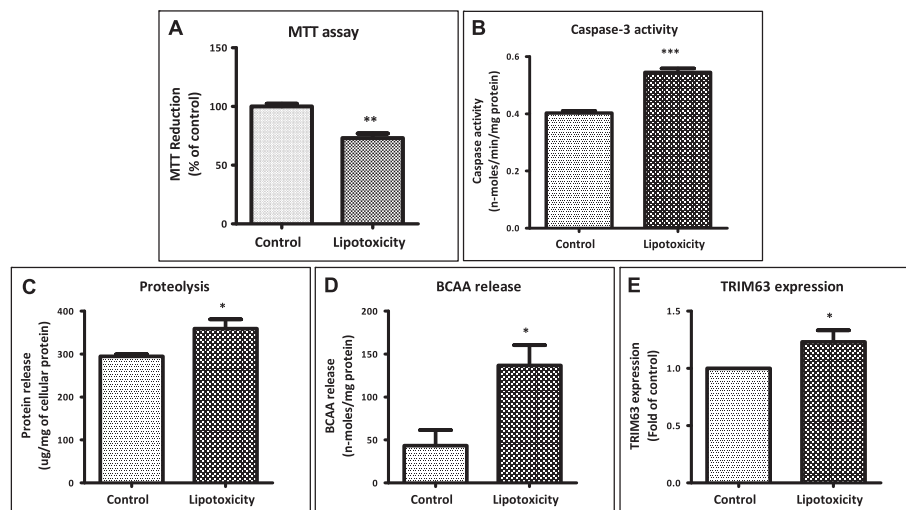 A
MTT assay
MTT Reduction
(% of control)
150
100
50
0
**
Control
Lipotoxicity
B
Caspase-3 activity
Caspase activity
(n-moles/min/mg protein)
0.6
0.4
0.2
0.0
***
Control
Lipotoxicity
C
Proteolysis
Protein release
(ug/mg of cellular protein)
400
300
200
100
0
*
Control
Lipotoxicity
D
BCAA release
BCAA release
(n-moles/mg protein)
200
150
100
50
0
*
Control
Lipotoxicity
E
TRIM63 expression
TRIM63 expression
(Fold of control)
1.5
1.0
0.5
0.0
*
Control
Lipotoxicity